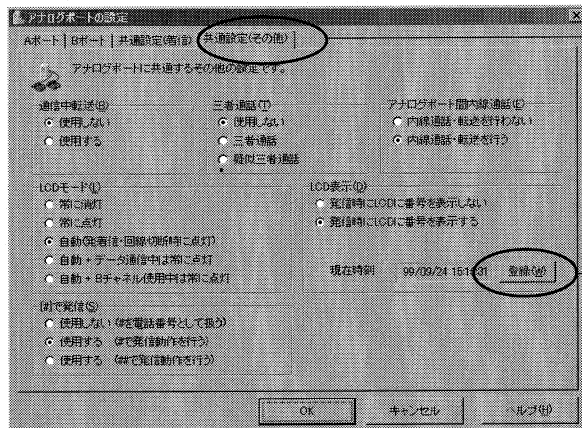 アナログポートの設定
Aポート Bポート 共通設定(着信) 共通設定(その他)
アナログポートに共通するその他の設定です。
通信中転送(B)
使用しない
使用する
三者通話(T)
使用しない
三者通話
疑似三者通話
アナログポート間内線通話(E)
内線通話・転送を行わない
内線通話・転送を行う
LCDモード(L)
常に消灯
常に点灯
自動(発着信・回線切断時に点灯)
自動 + データ通信中は常に点灯
自動 + Bチャネル使用中は常に点灯
LCD表示(D)
発信時にLCDに番号を表示しない
発信時にLCDに番号を表示する
現在時刻 99/09/24 登録(W)
[#]で発信(S)
使用しない (#を電話番号として扱う)
使用する (#で発信動作を行う)
使用する (##で発信動作を行う)
OK キャンセル ヘルプ(H)